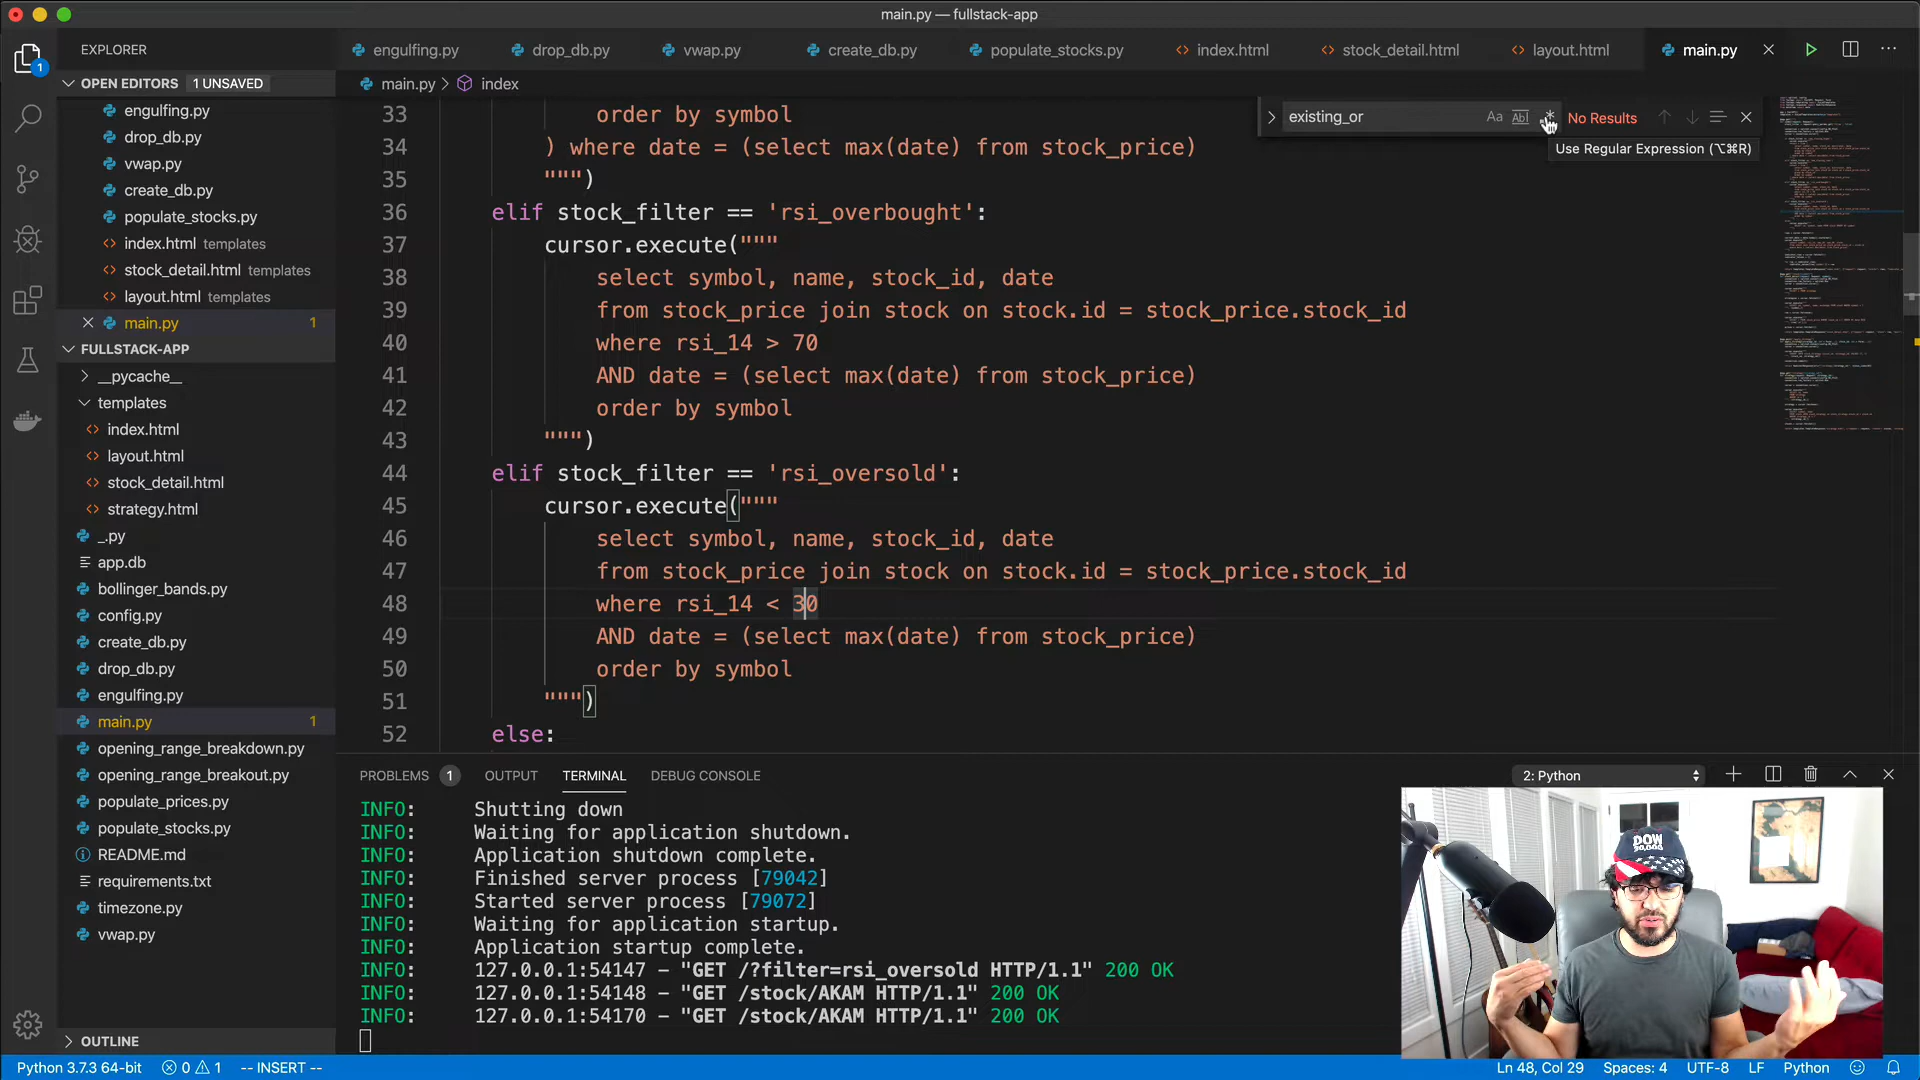 main.py — fullstack-app
EXPLORER
OPEN EDITORS 1 UNSAVED
engulfing.py
drop_db.py
vwap.py
create_db.py
populate_stocks.py
index.html templates
stock_detail.html templates
layout.html templates
main.py 1
FULLSTACK-APP
__pycache__
templates
index.html
layout.html
stock_detail.html
strategy.html
_.py
app.db
bollinger_bands.py
config.py
create_db.py
drop_db.py
engulfing.py
main.py 1
opening_range_breakdown.py
opening_range_breakout.py
populate_prices.py
populate_stocks.py
README.md
requirements.txt
timezone.py
vwap.py
OUTLINE
engulfing.py drop_db.py vwap.py create_db.py populate_stocks.py index.html stock_detail.html layout.html main.py
main.py > index
existing_or Aa Abl .* No Results
Use Regular Expression (⌥⌘R)
33 order by symbol
34 ) where date = (select max(date) from stock_price)
35 """)
36 elif stock_filter == 'rsi_overbought':
37 cursor.execute("""
38 select symbol, name, stock_id, date
39 from stock_price join stock on stock.id = stock_price.stock_id
40 where rsi_14 > 70
41 AND date = (select max(date) from stock_price)
42 order by symbol
43 """)
44 elif stock_filter == 'rsi_oversold':
45 cursor.execute("""
46 select symbol, name, stock_id, date
47 from stock_price join stock on stock.id = stock_price.stock_id
48 where rsi_14 < 30
49 AND date = (select max(date) from stock_price)
50 order by symbol
51 """)
52 else:
PROBLEMS 1 OUTPUT TERMINAL DEBUG CONSOLE 2: Python
INFO: Shutting down
INFO: Waiting for application shutdown.
INFO: Application shutdown complete.
INFO: Finished server process [79042]
INFO: Started server process [79072]
INFO: Waiting for application startup.
INFO: Application startup complete.
INFO: 127.0.0.1:54147 - "GET /?filter=rsi_oversold HTTP/1.1" 200 OK
INFO: 127.0.0.1:54148 - "GET /stock/AKAM HTTP/1.1" 200 OK
INFO: 127.0.0.1:54170 - "GET /stock/AKAM HTTP/1.1" 200 OK
DOW
Python 3.7.3 64-bit 0 1 -- INSERT -- Ln 48, Col 29 Spaces: 4 UTF-8 LF Python